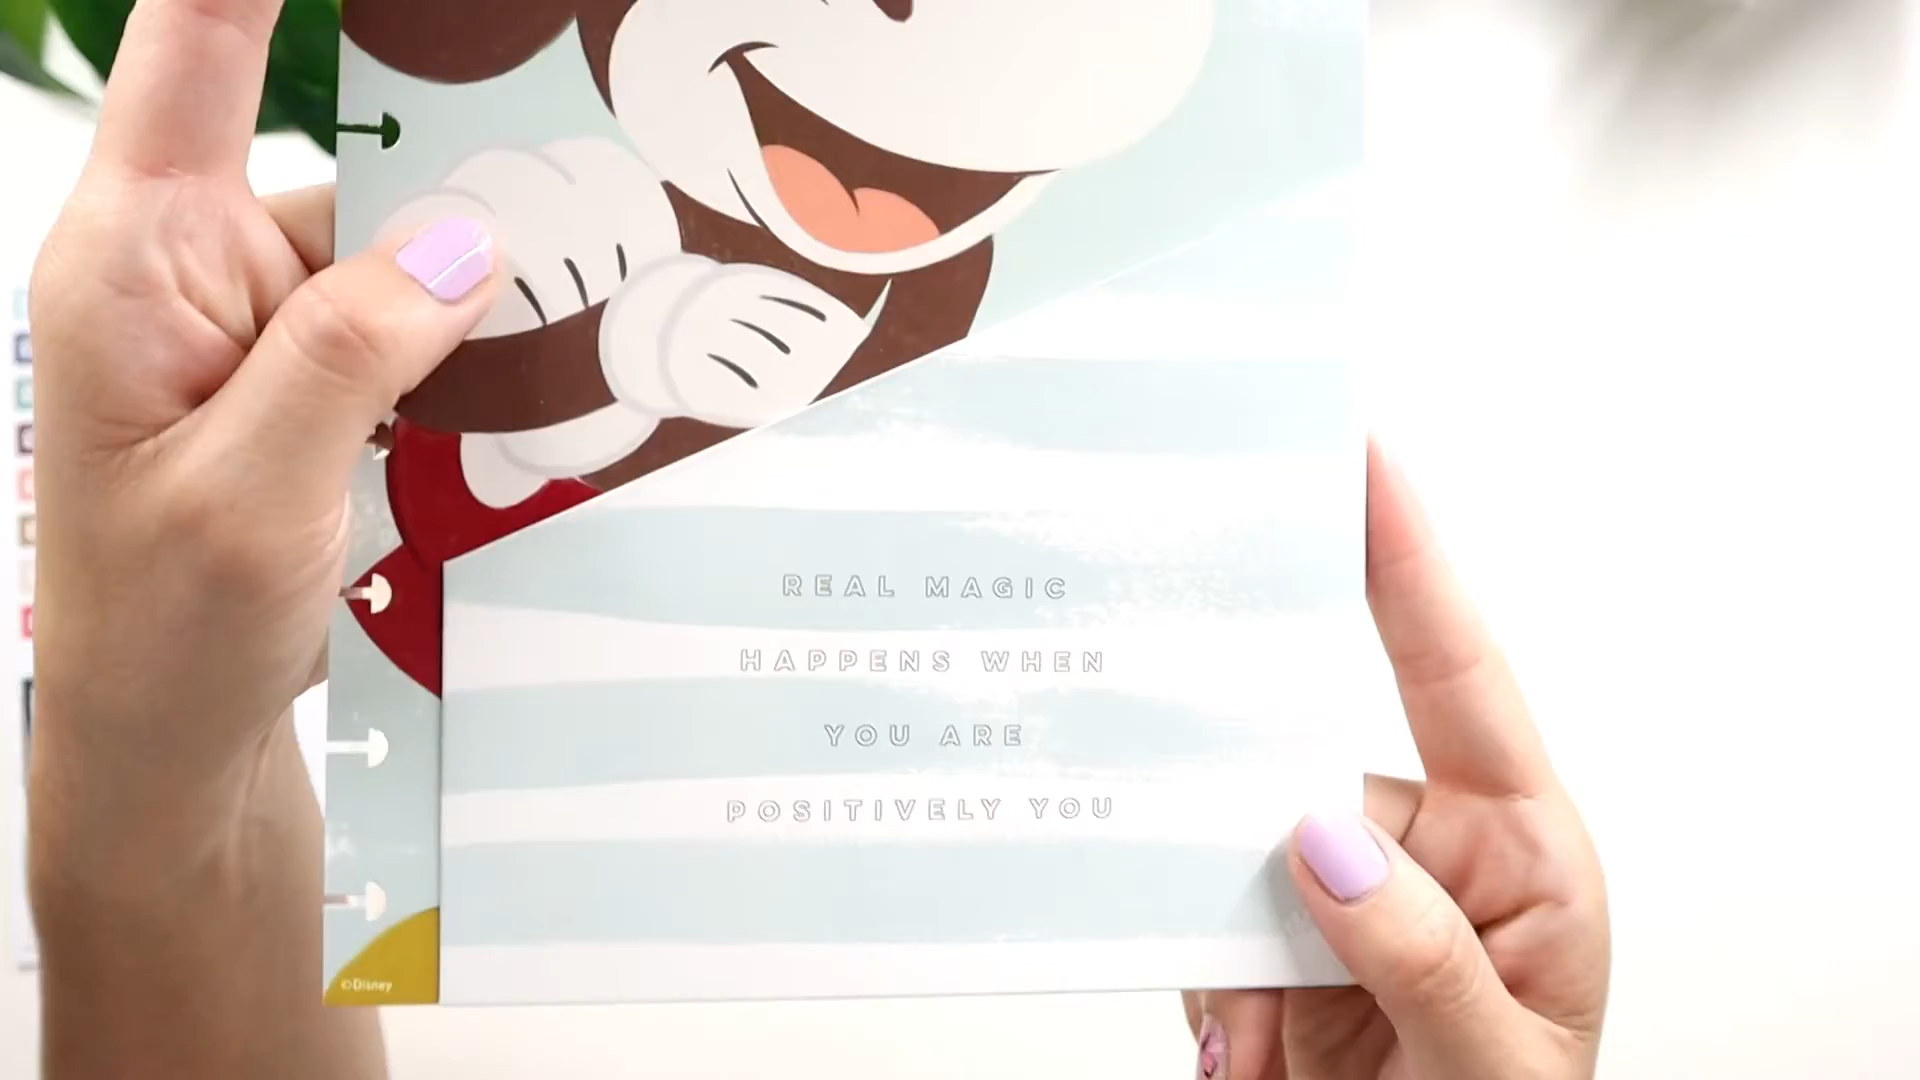 REAL MAGIC
HAPPENS WHEN
YOU ARE
POSITIVELY YOU
©Disney